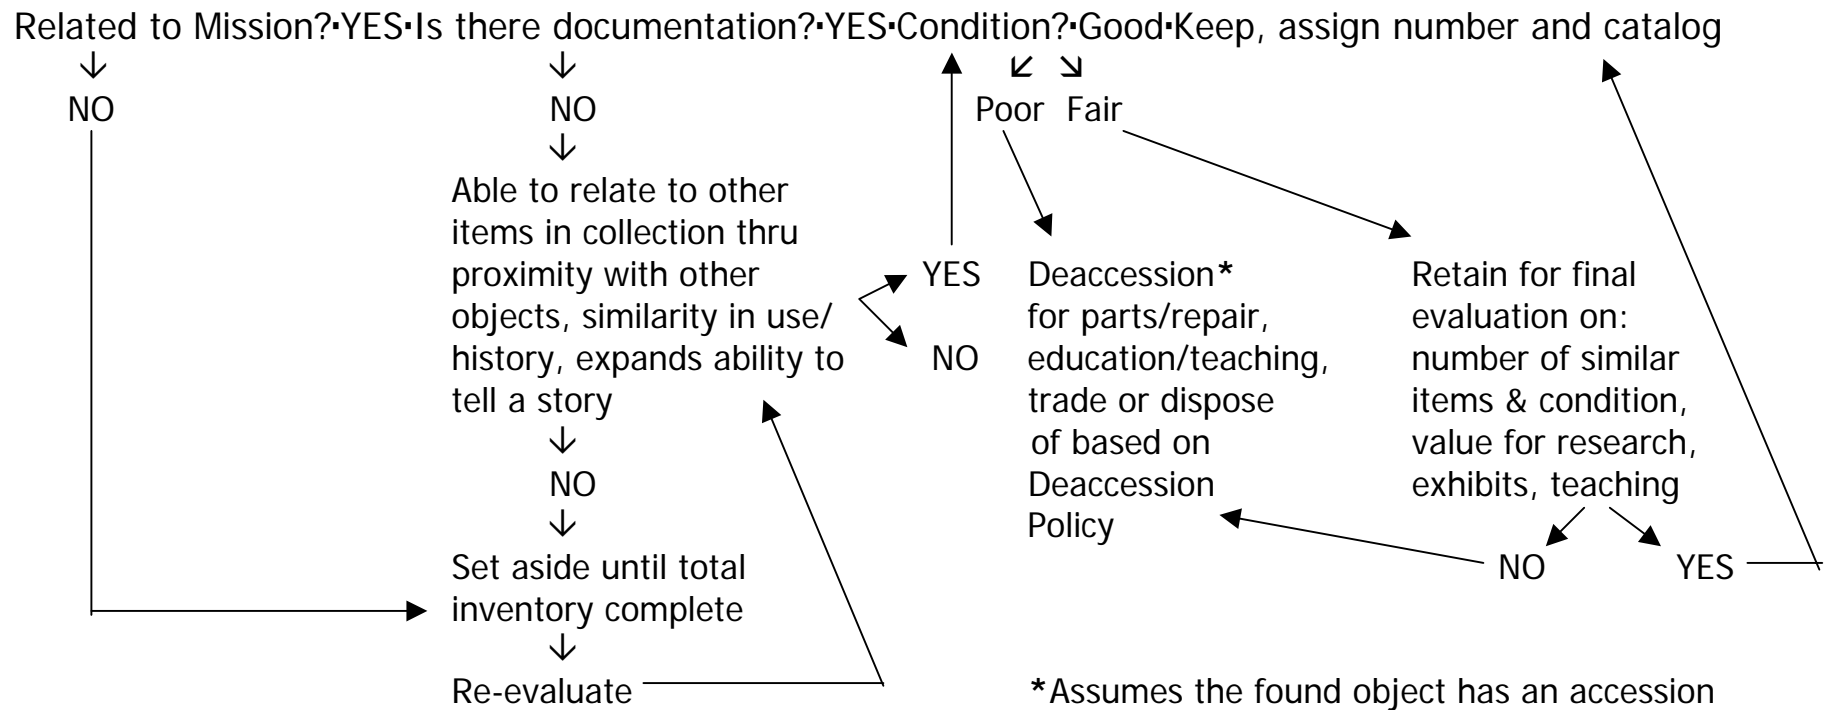 Related to Mission?·YES·Is there documentation?·YES·Condition?·Good·Keep, assign number and catalog
NO
NO
Poor Fair
Able to relate to other
items in collection thru
proximity with other
objects, similarity in use/
history, expands ability to
tell a story
YES
NO
NO
Set aside until total
inventory complete
Re-evaluate
Deaccession*
for parts/repair,
education/teaching,
trade or dispose
of based on
Deaccession
Policy
Retain for final
evaluation on:
number of similar
items & condition,
value for research,
exhibits, teaching
NO
YES
*Assumes the found object has an accession